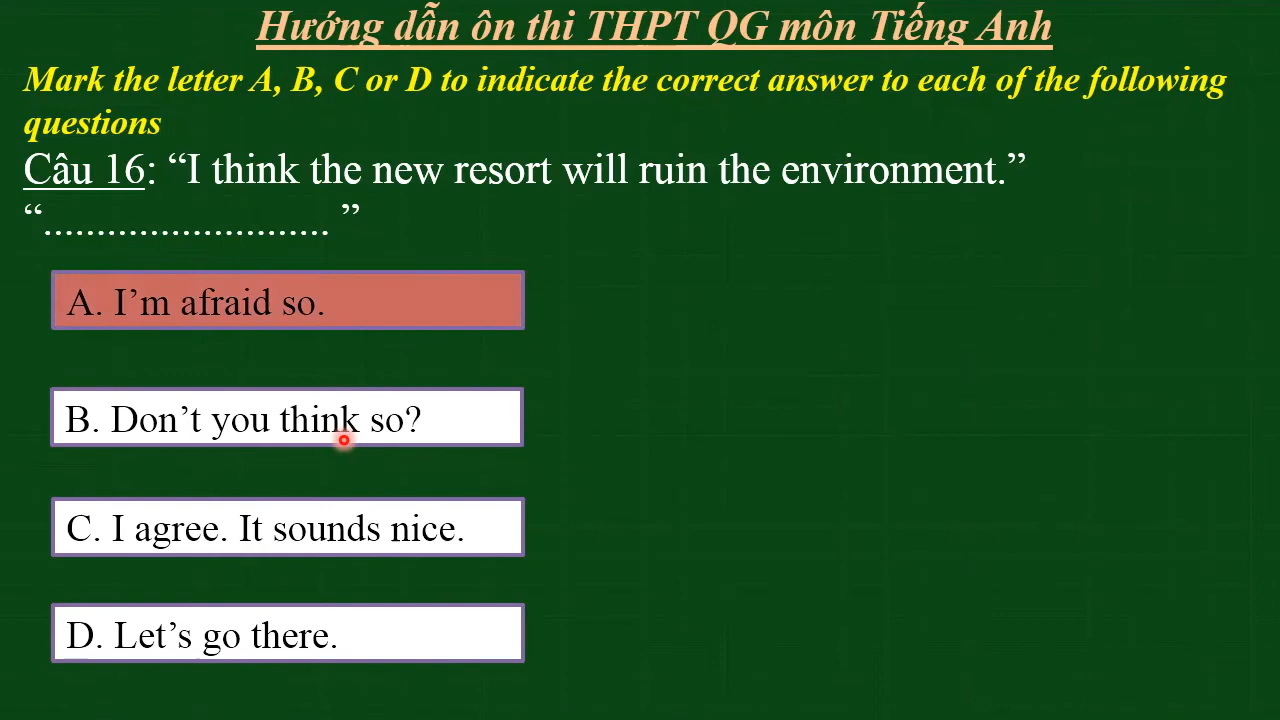 Hướng dẫn ôn thi THPT QG môn Tiếng Anh
Mark the letter A, B, C or D to indicate the correct answer to each of the following
questions
Câu 16: “I think the new resort will ruin the environment.”
“........................... ”
A. I’m afraid so.
B. Don’t you think so?
C. I agree. It sounds nice.
D. Let’s go there.